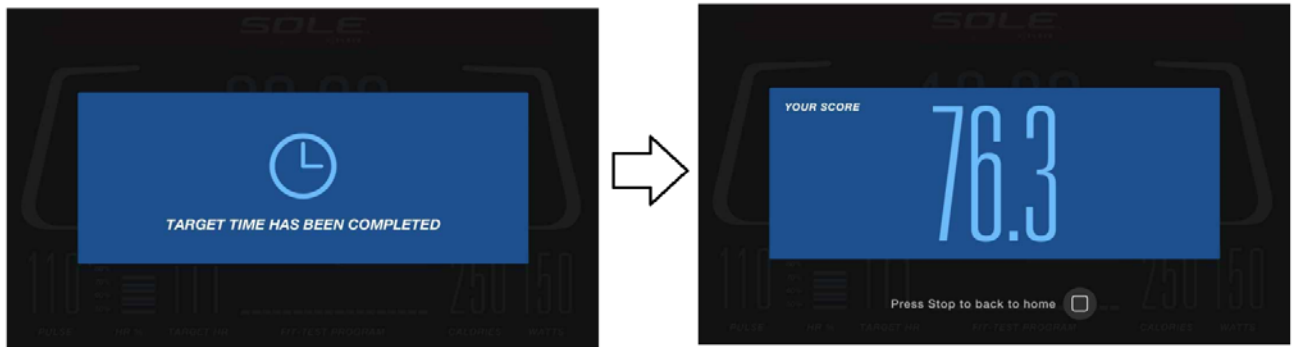 SOLE
TARGET TIME HAS BEEN COMPLETED
110
250 150
PULSE HR % TARGET HR FIT-TEST PROGRAM CALORIES WATTS
SOLE
YOUR SCORE
76.3
Press Stop to back to home
110
250 150
PULSE HR % TARGET HR FIT-TEST PROGRAM CALORIES WATTS